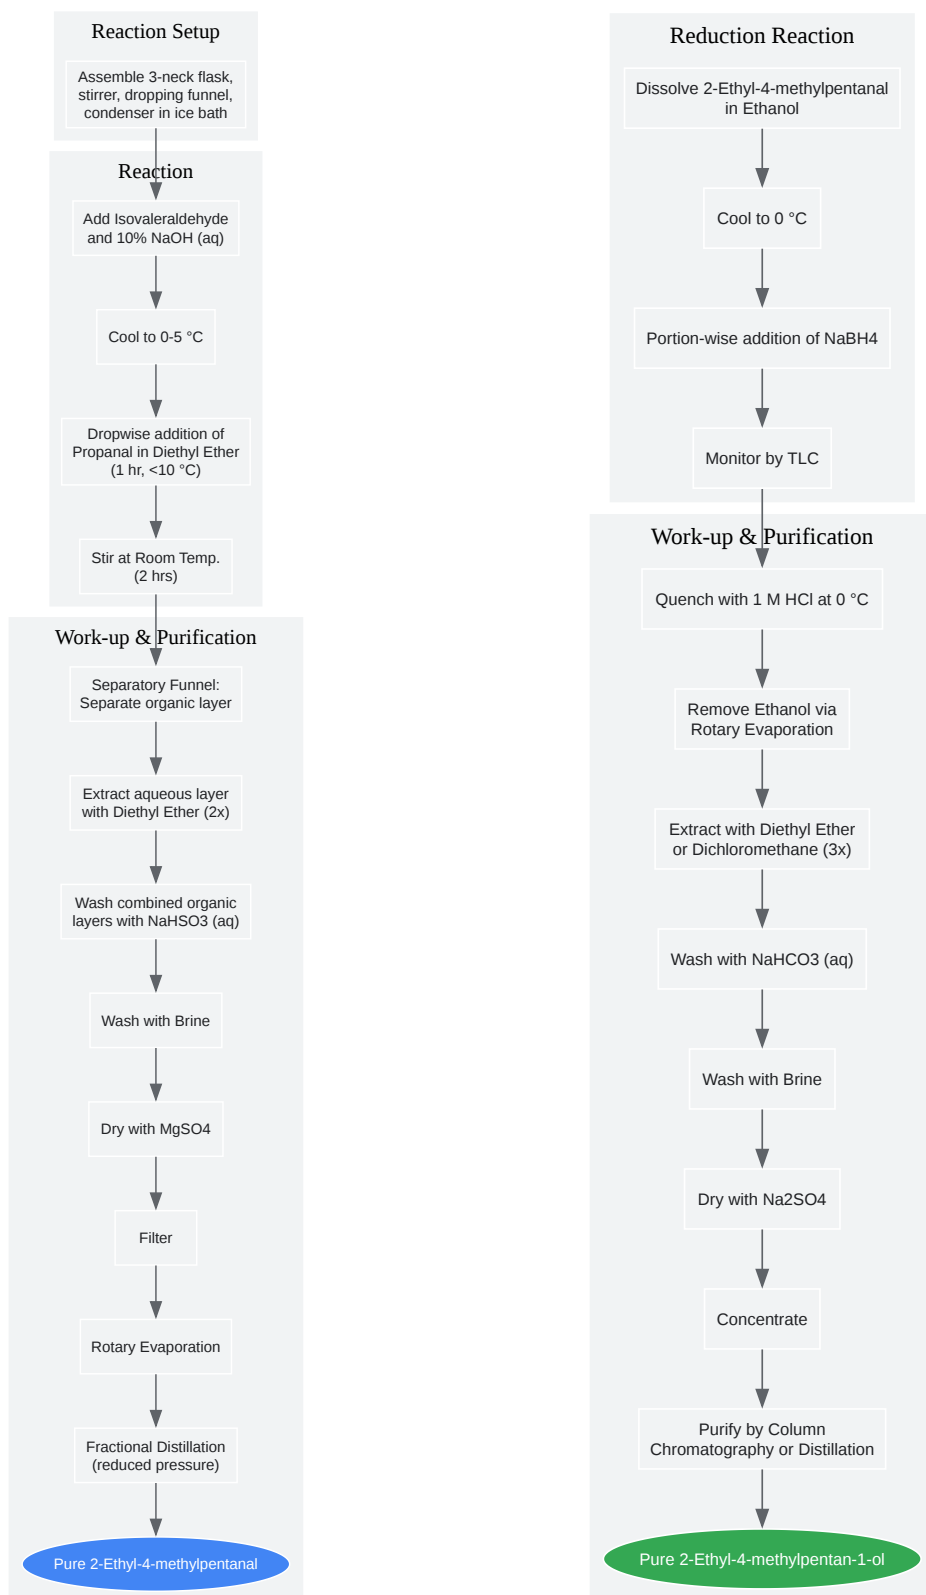 Reaction Setup
Assemble 3-neck flask,
stirrer, dropping funnel,
condenser in ice bath
Reaction
Add Isovaleraldehyde
and 10% NaOH (aq)
Cool to 0-5 °C
Dropwise addition of
Propanal in Diethyl Ether
(1 hr, <10 °C)
Stir at Room Temp.
(2 hrs)
Work-up & Purification
Separatory Funnel:
Separate organic layer
Extract aqueous layer
with Diethyl Ether (2x)
Wash combined organic
layers with NaHSO3 (aq)
Wash with Brine
Dry with MgSO4
Filter
Rotary Evaporation
Fractional Distillation
(reduced pressure)
Pure 2-Ethyl-4-methylpentanal
Reduction Reaction
Dissolve 2-Ethyl-4-methylpentanal
in Ethanol
Cool to 0 °C
Portion-wise addition of NaBH4
Monitor by TLC
Work-up & Purification
Quench with 1 M HCl at 0 °C
Remove Ethanol via
Rotary Evaporation
Extract with Diethyl Ether
or Dichloromethane (3x)
Wash with NaHCO3 (aq)
Wash with Brine
Dry with Na2SO4
Concentrate
Purify by Column
Chromatography or Distillation
Pure 2-Ethyl-4-methylpentan-1-ol